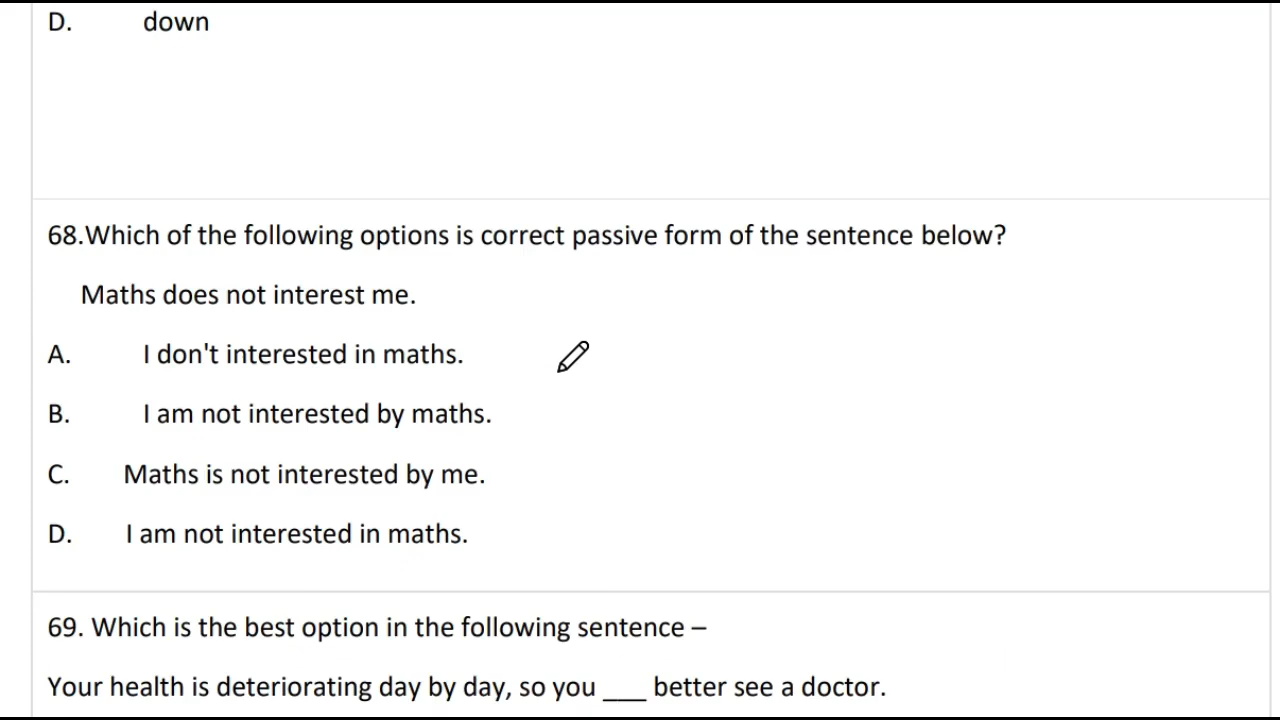 D. down
68.Which of the following options is correct passive form of the sentence below?
Maths does not interest me.
A. I don't interested in maths.
B. I am not interested by maths.
C. Maths is not interested by me.
D. I am not interested in maths.
69. Which is the best option in the following sentence –
Your health is deteriorating day by day, so you ___ better see a doctor.